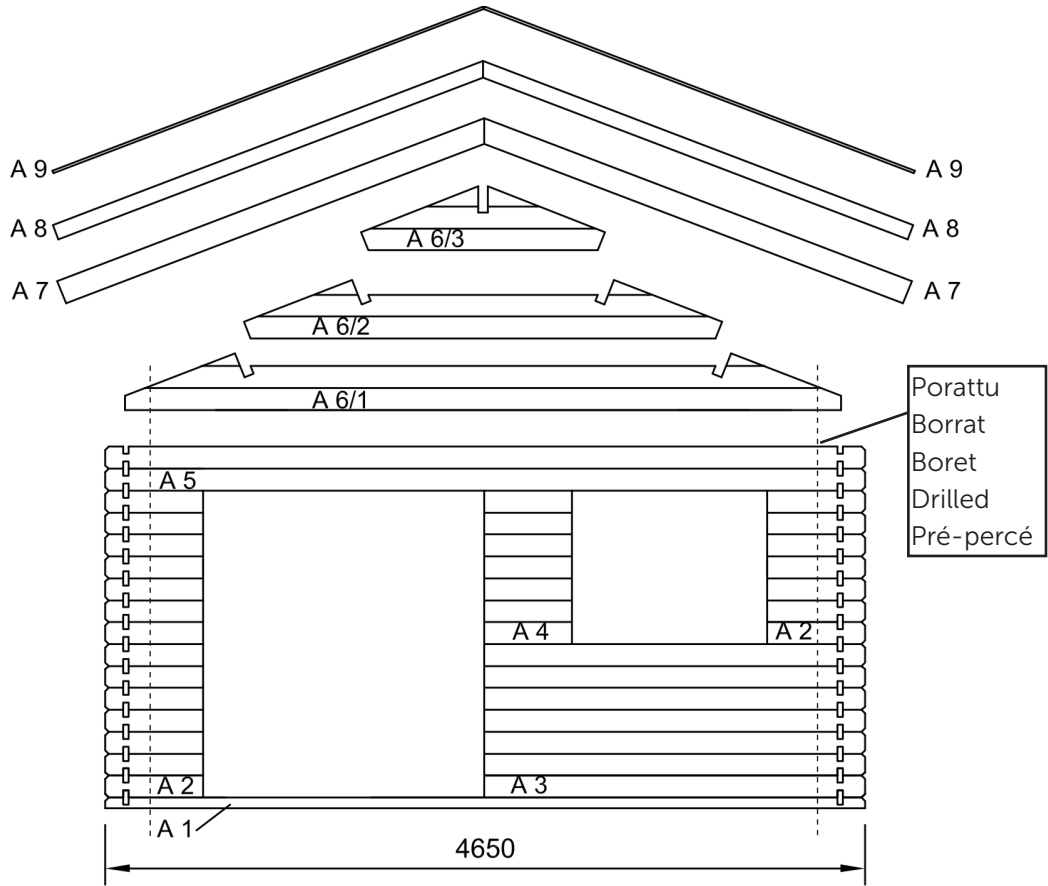 A 9
A 9
A 8
A 8
A 6/3
A 7
A 7
A 6/2
A 6/1
Porattu
Borrat
Boret
Drilled
Pré-percé
A 5
A 4
A 2
A 2
A 3
A 1
4650